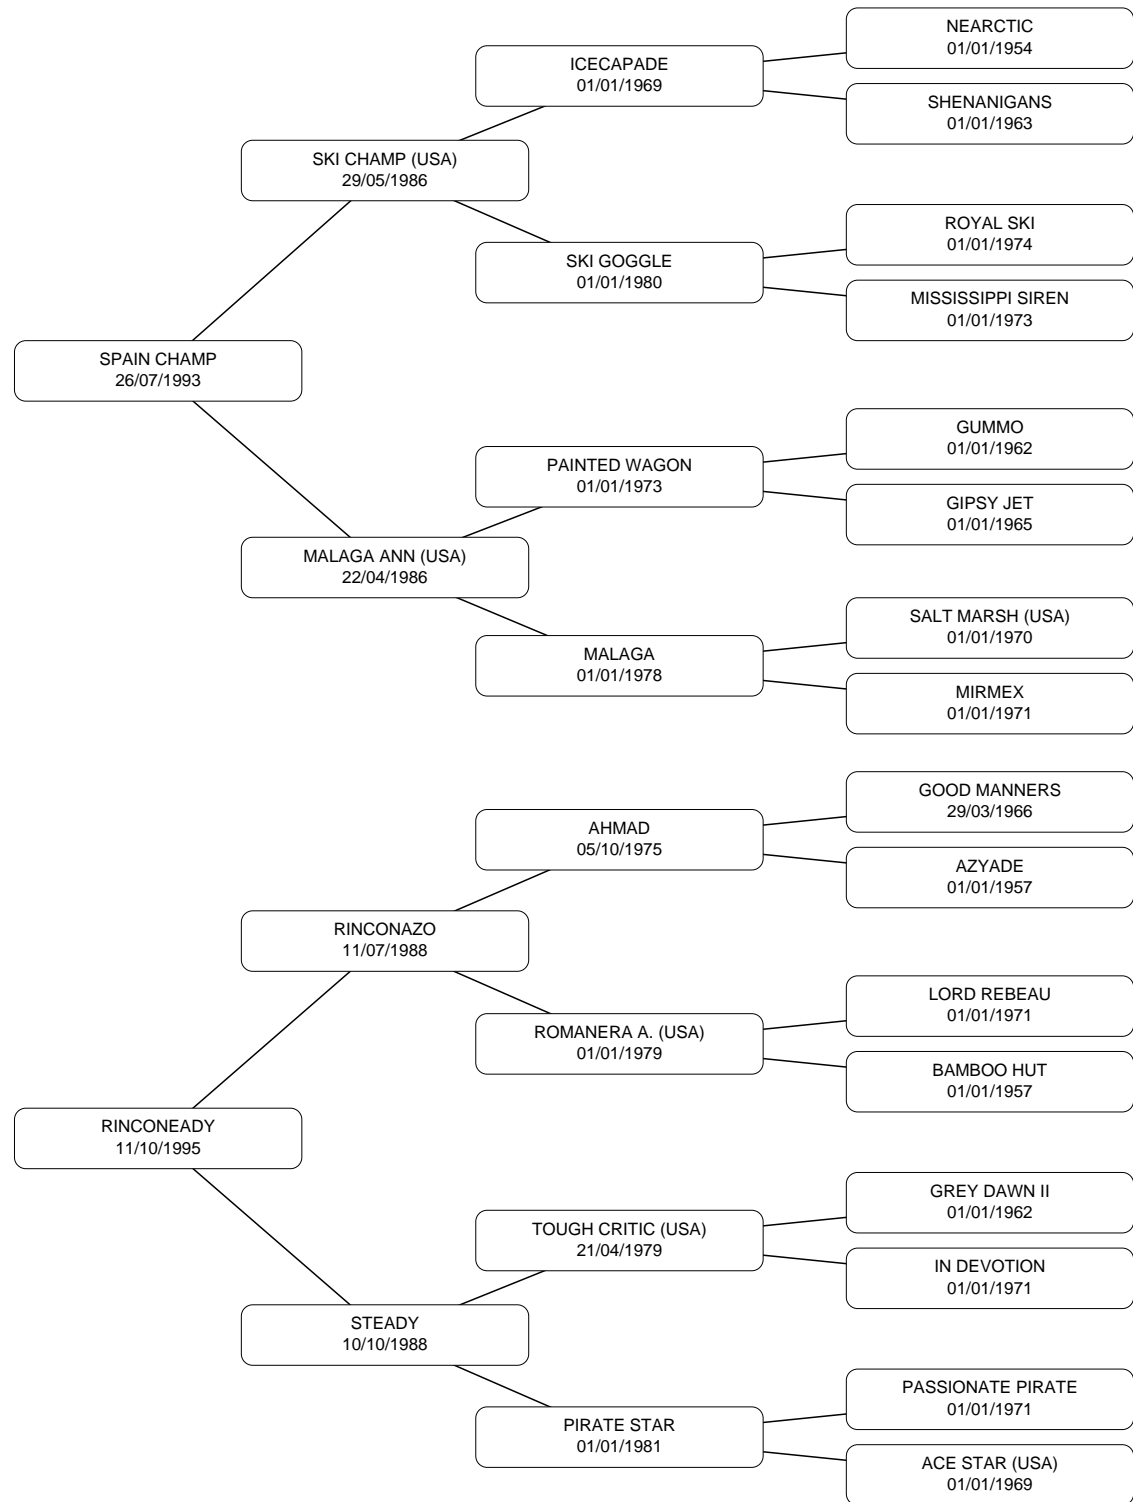 NEARCTIC
01/01/1954
ICECAPADE
01/01/1969
SHENANIGANS
01/01/1963
SKI CHAMP (USA)
29/05/1986
ROYAL SKI
01/01/1974
SKI GOGGLE
01/01/1980
MISSISSIPPI SIREN
01/01/1973
SPAIN CHAMP
26/07/1993
GUMMO
01/01/1962
PAINTED WAGON
01/01/1973
GIPSY JET
01/01/1965
MALAGA ANN (USA)
22/04/1986
SALT MARSH (USA)
01/01/1970
MALAGA
01/01/1978
MIRMEX
01/01/1971
GOOD MANNERS
29/03/1966
AHMAD
05/10/1975
AZYADE
01/01/1957
RINCONAZO
11/07/1988
LORD REBEAU
01/01/1971
ROMANERA A. (USA)
01/01/1979
BAMBOO HUT
01/01/1957
RINCONEADY
11/10/1995
GREY DAWN II
01/01/1962
TOUGH CRITIC (USA)
21/04/1979
IN DEVOTION
01/01/1971
STEADY
10/10/1988
PASSIONATE PIRATE
01/01/1971
PIRATE STAR
01/01/1981
ACE STAR (USA)
01/01/1969